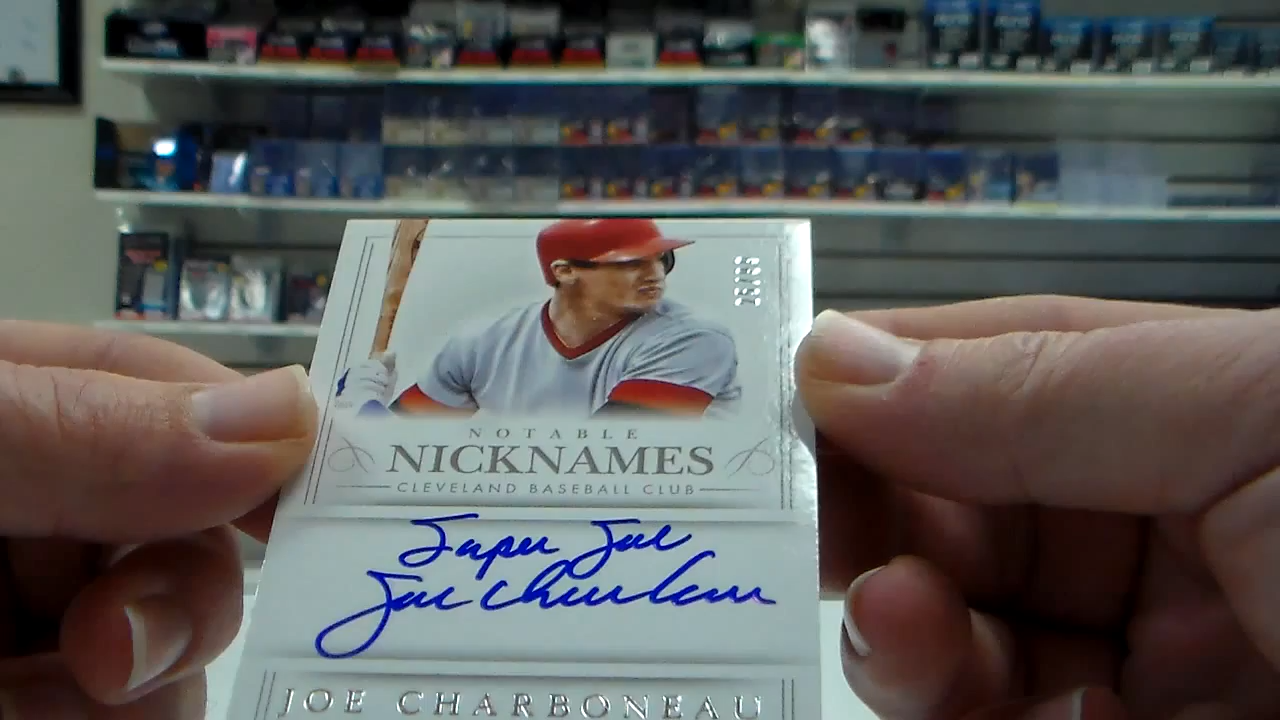 NOTABLE
NICKNAMES
CLEVELAND BASEBALL CLUB
Super Joe
Joe Charboneau
JOE CHARBONEAU